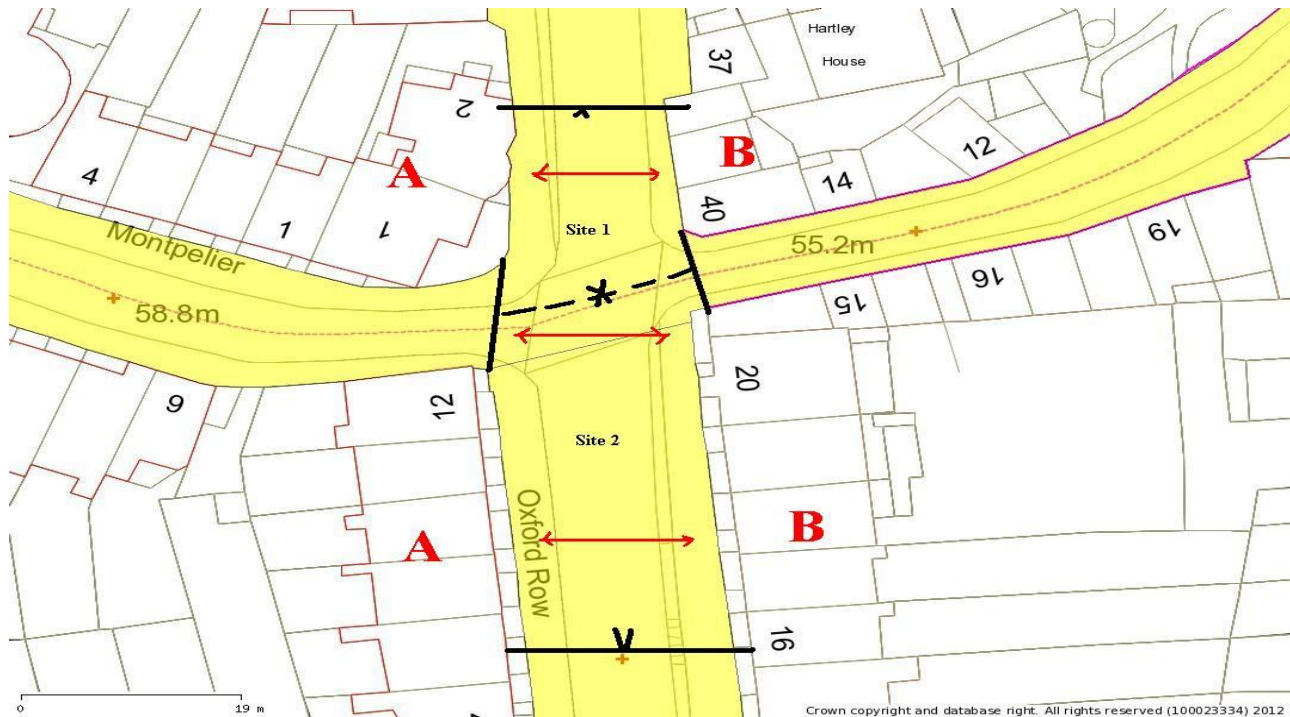 Hartley
House
37
2
B
12
A
4
14
40
1
1
Site 1
19
Montpelier
55.2m
16
58.8m
15
20
9
12
Site 2
Oxford Row
B
A
16
0 19 m
Crown copyright and database right. All rights reserved (100023334) 2012